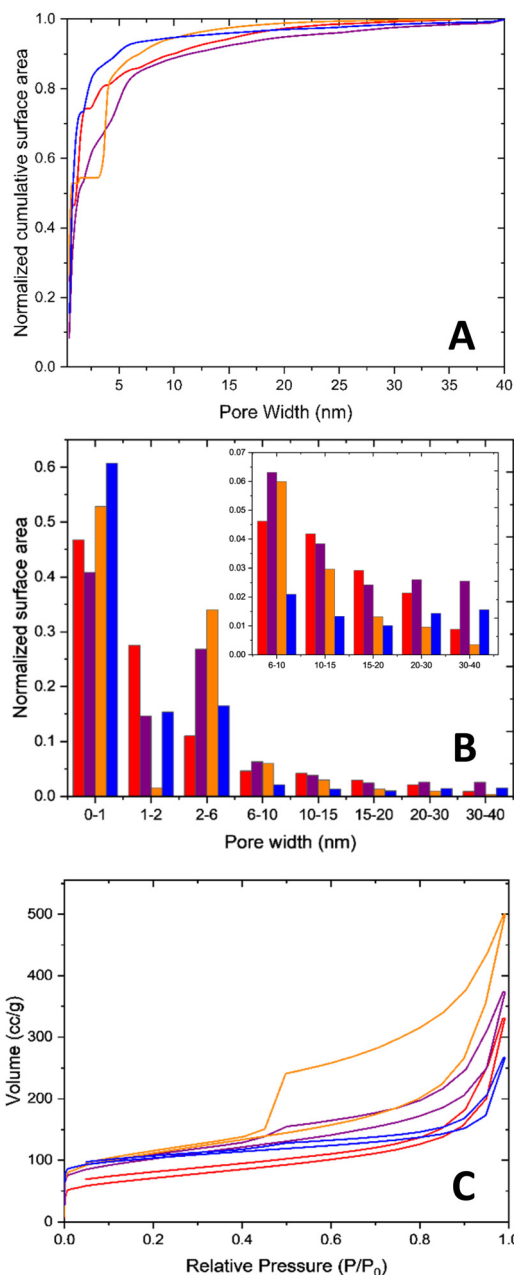 1.0
0.8
0.6
0.4
0.2
0.0
Normalized cumulative surface area
A
5 10 15 20 25 30 35 40
Pore Width (nm)
0.6
0.5
0.4
0.3
0.2
0.1
0.0
Normalized surface area
0.07
0.06
0.05
0.04
0.03
0.02
0.01
0.00
6-10 10-15 15-20 20-30 30-40
B
0-1 1-2 2-6 6-10 10-15 15-20 20-30 30-40
Pore width (nm)
500
400
300
200
100
0
Volume (cc/g)
C
0.0 0.2 0.4 0.6 0.8 1.0
Relative Pressure (P/P0)